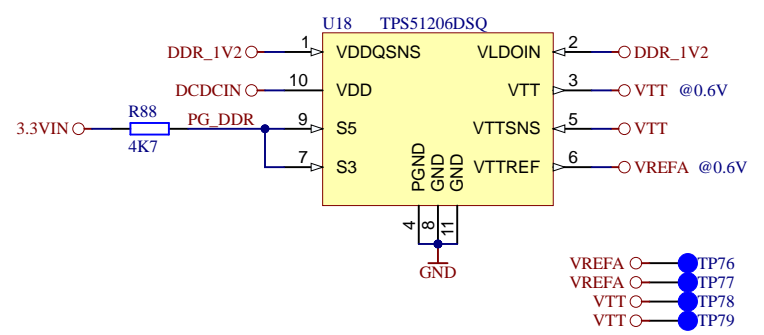 U18 TPS51206DSQ
DDR_1V2 1 VDDQSNS VLDOIN 2 DDR_1V2
DCDCIN 10 VDD VTT 3 VTT @0.6V
R88
3.3VIN PG_DDR 9 S5 VTTSNS 5 VTT
4K7
7 S3 VTTREF 6 VREFA @0.6V
PGND GND GND
4 8 11
GND
VREFA TP76
VREFA TP77
VTT TP78
VTT TP79